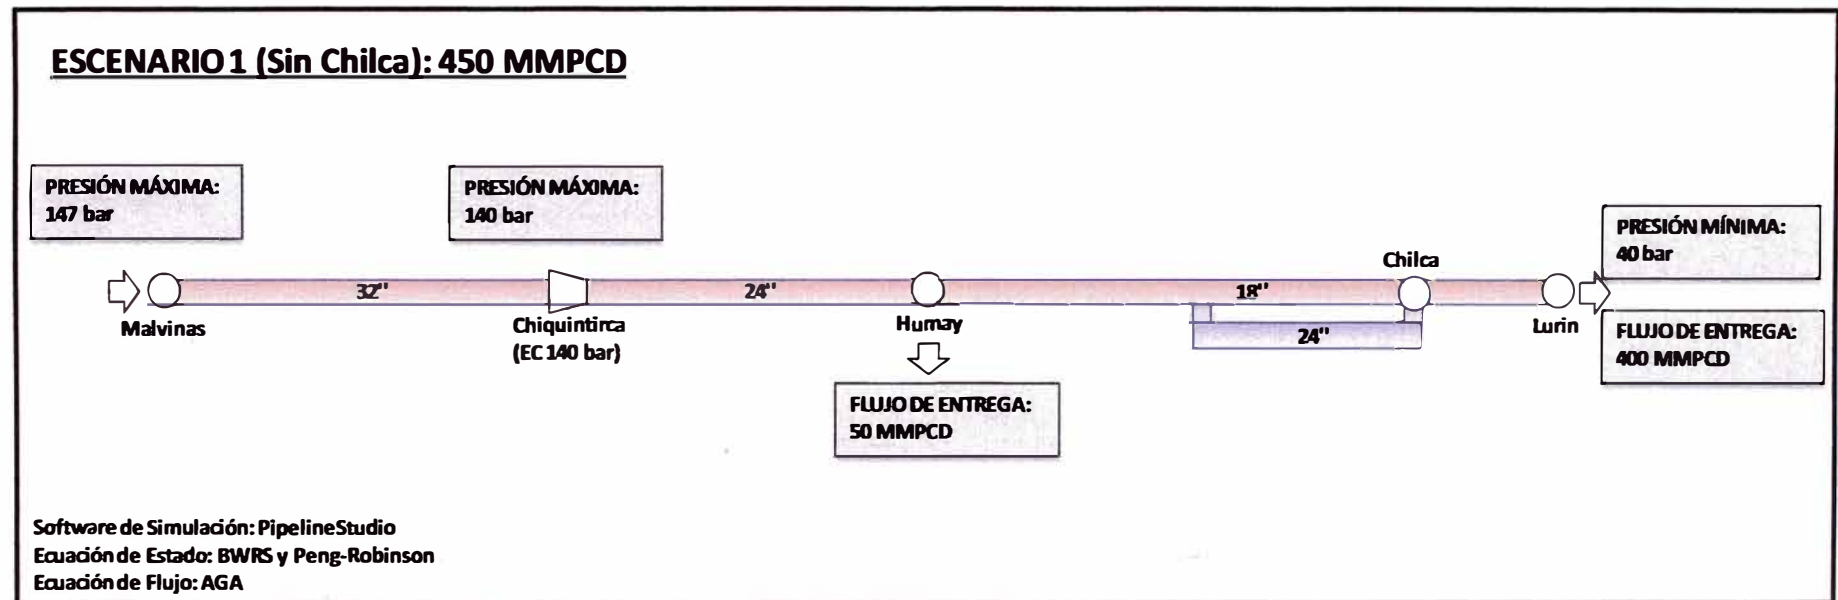 ESCENARIO 1 (Sin Chilca): 450 MMPCD
PRESIÓN MÁXIMA:
147 bar
PRESIÓN MÁXIMA:
140 bar
PRESIÓN MÍNIMA:
40 bar
Chilca
32"
24"
18"
Malvinas
Chiquintirca
(EC 140 bar)
Humay
24"
Lurin
FLUJO DE ENTREGA:
400 MMPCD
FLUJO DE ENTREGA:
50 MMPCD
Software de Simulación: PipelineStudio
Ecuación de Estado: BWRS y Peng-Robinson
Ecuación de Flujo: AGA